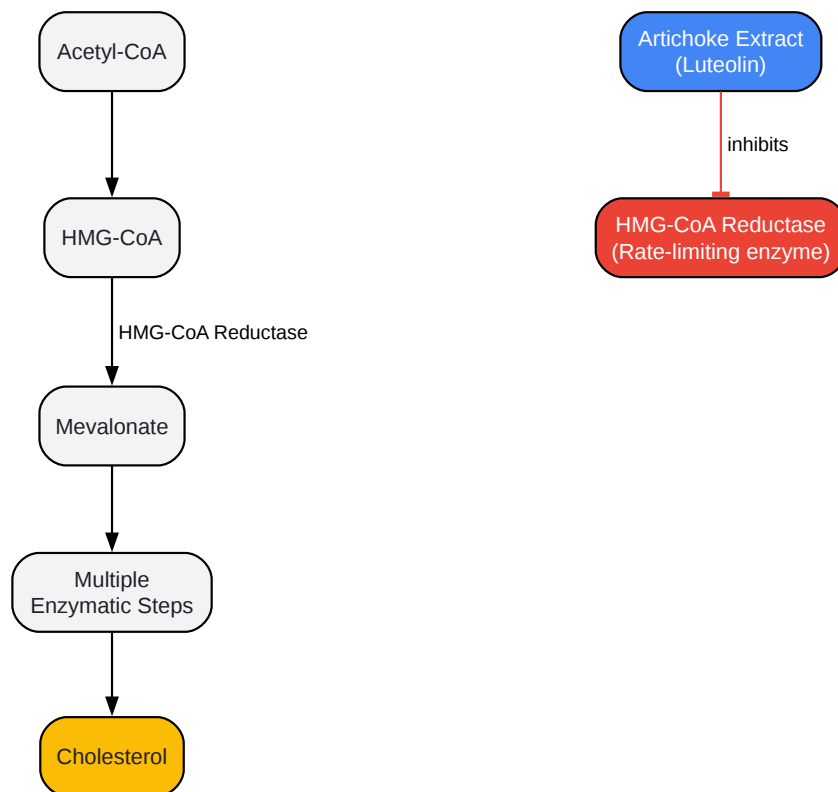 Acetyl-CoA
HMG-CoA
HMG-CoA Reductase
Mevalonate
Multiple
Enzymatic Steps
Cholesterol
Artichoke Extract
(Luteolin)
inhibits
HMG-CoA Reductase
(Rate-limiting enzyme)